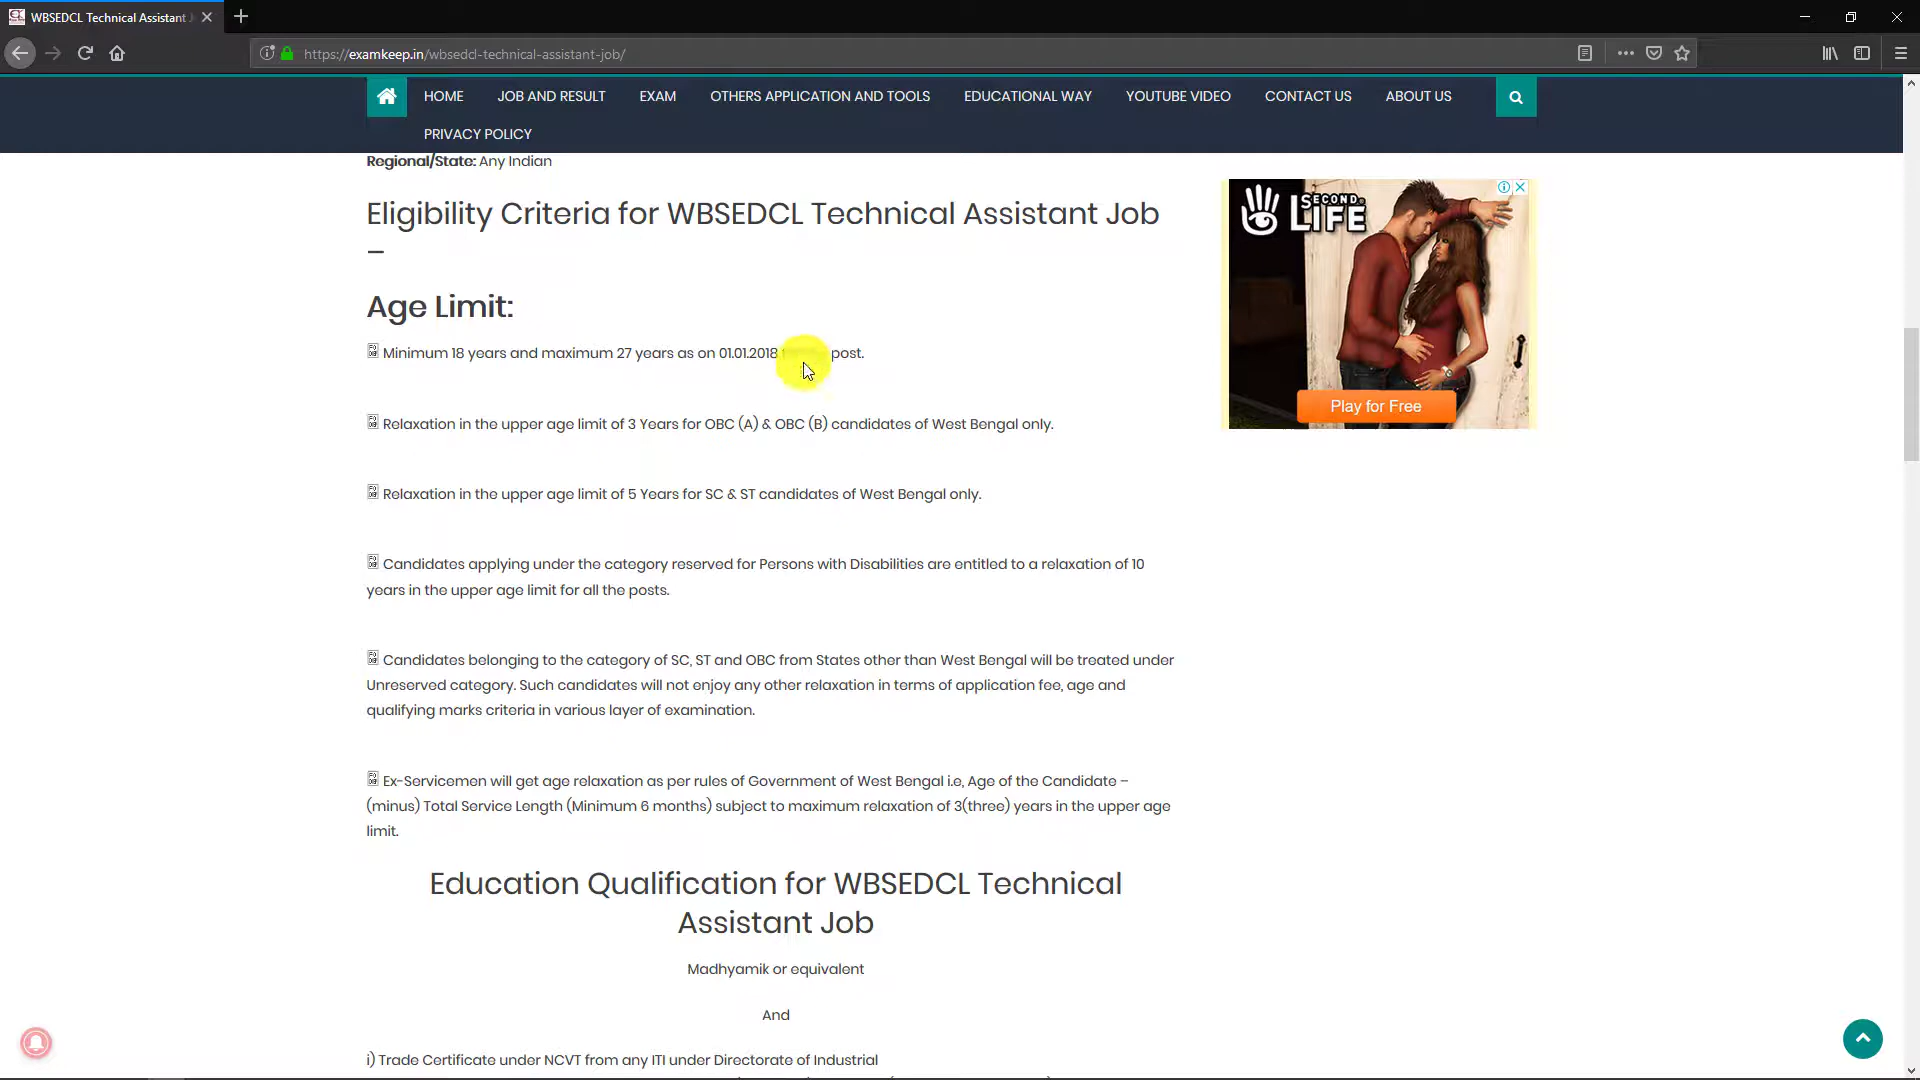 WBSEDCL Technical Assistant
https://examkeep.in/wbsedcl-technical-assistant-job/
HOME JOB AND RESULT EXAM OTHERS APPLICATION AND TOOLS EDUCATIONAL WAY YOUTUBE VIDEO CONTACT US ABOUT US
PRIVACY POLICY
Regional/State: Any Indian
Eligibility Criteria for WBSEDCL Technical Assistant Job
–
Age Limit:
Minimum 18 years and maximum 27 years as on 01.01.2018 post.
Relaxation in the upper age limit of 3 Years for OBC (A) & OBC (B) candidates of West Bengal only.
Relaxation in the upper age limit of 5 Years for SC & ST candidates of West Bengal only.
Candidates applying under the category reserved for Persons with Disabilities are entitled to a relaxation of 10
years in the upper age limit for all the posts.
Candidates belonging to the category of SC, ST and OBC from States other than West Bengal will be treated under
Unreserved category. Such candidates will not enjoy any other relaxation in terms of application fee, age and
qualifying marks criteria in various layer of examination.
Ex-Servicemen will get age relaxation as per rules of Government of West Bengal i.e, Age of the Candidate –
(minus) Total Service Length (Minimum 6 months) subject to maximum relaxation of 3(three) years in the upper age
limit.
Education Qualification for WBSEDCL Technical
Assistant Job
Madhyamik or equivalent
And
i) Trade Certificate under NCVT from any ITI under Directorate of Industrial
SECOND
LIFE
Play for Free